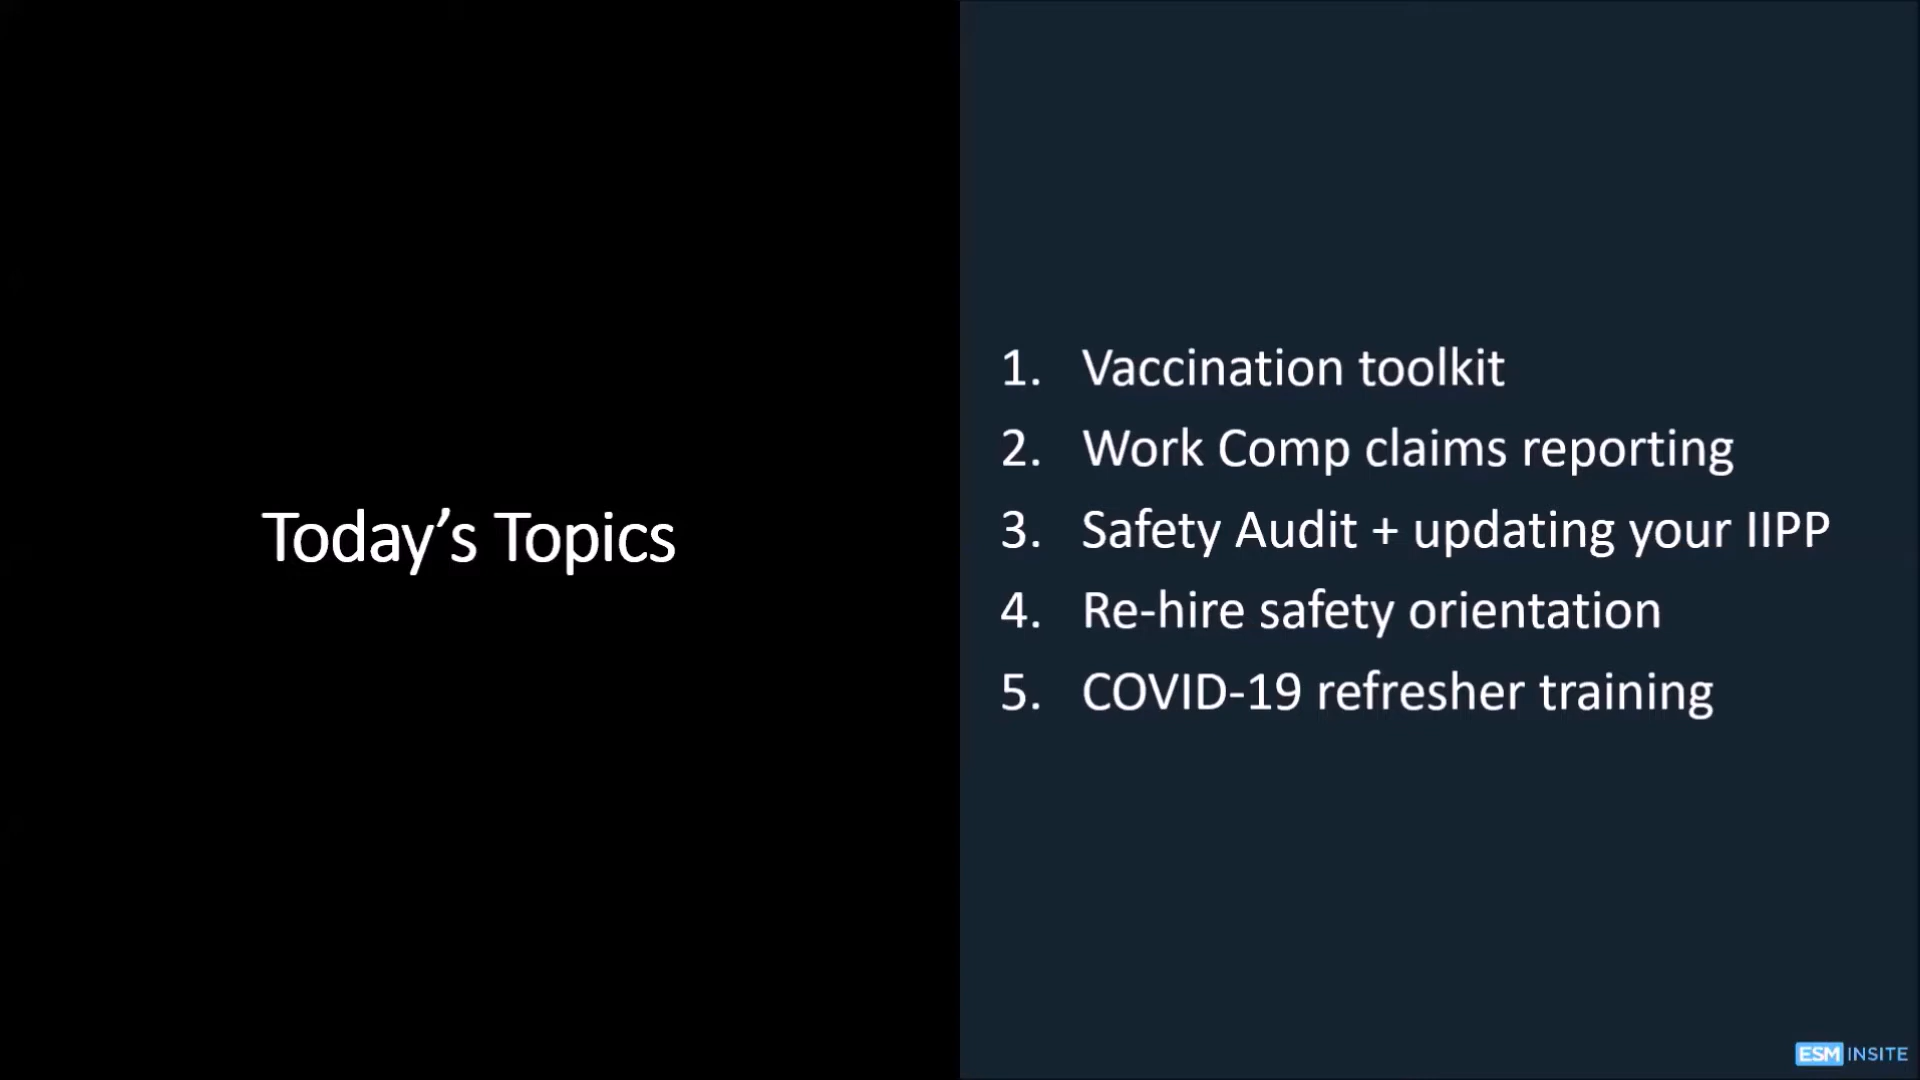 Today’s Topics
1. Vaccination toolkit
2. Work Comp claims reporting
3. Safety Audit + updating your IIPP
4. Re-hire safety orientation
5. COVID-19 refresher training
ESM INSITE